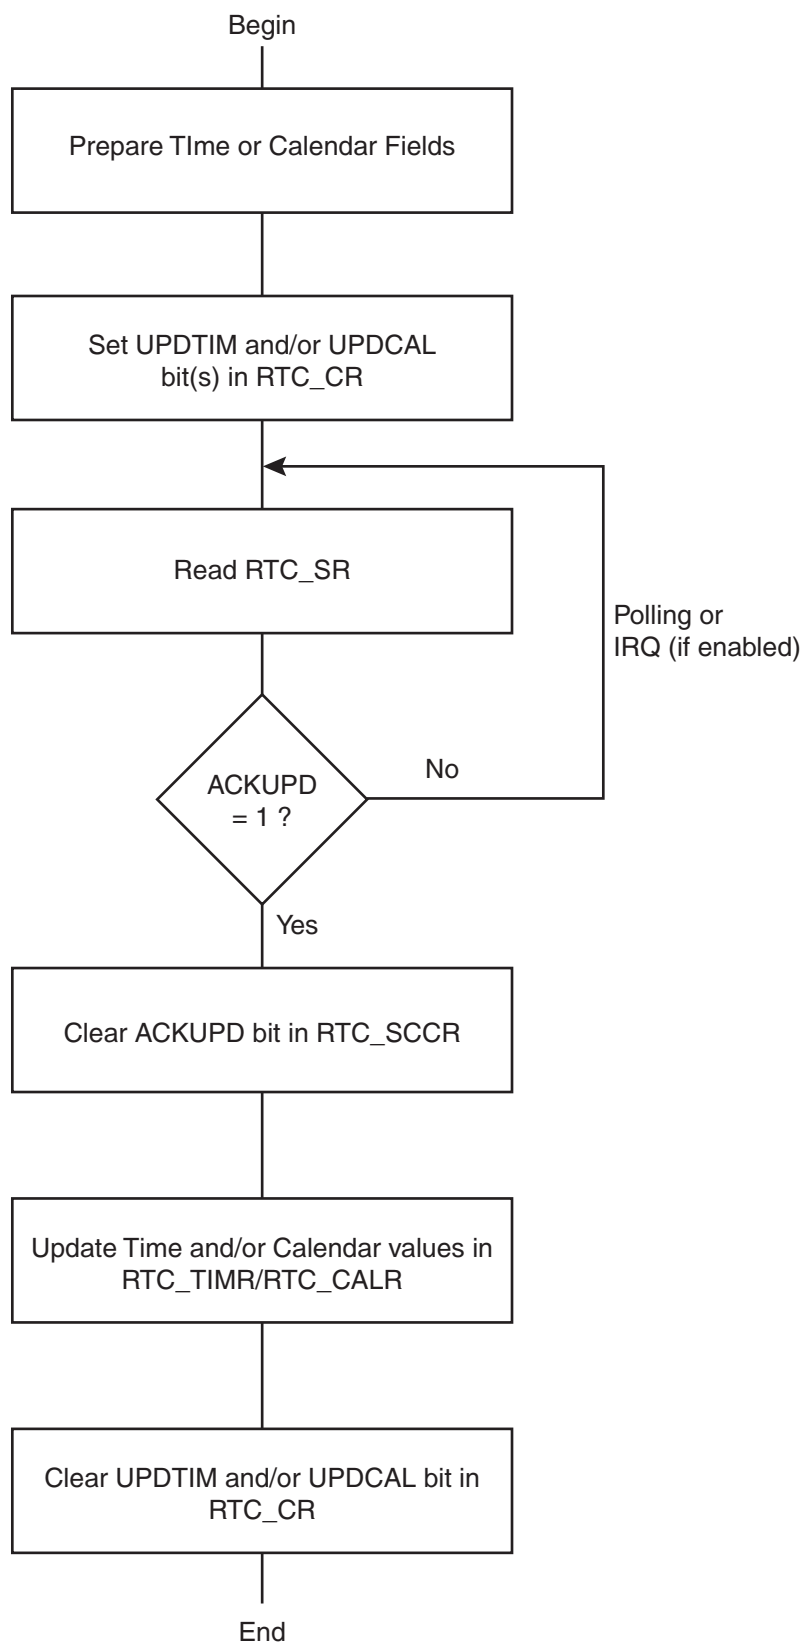 Begin
Prepare TIme or Calendar Fields
Set UPDTIM and/or UPDCAL
bit(s) in RTC_CR
Read RTC_SR
Polling or
IRQ (if enabled)
ACKUPD
= 1 ?
No
Yes
Clear ACKUPD bit in RTC_SCCR
Update Time and/or Calendar values in
RTC_TIMR/RTC_CALR
Clear UPDTIM and/or UPDCAL bit in
RTC_CR
End